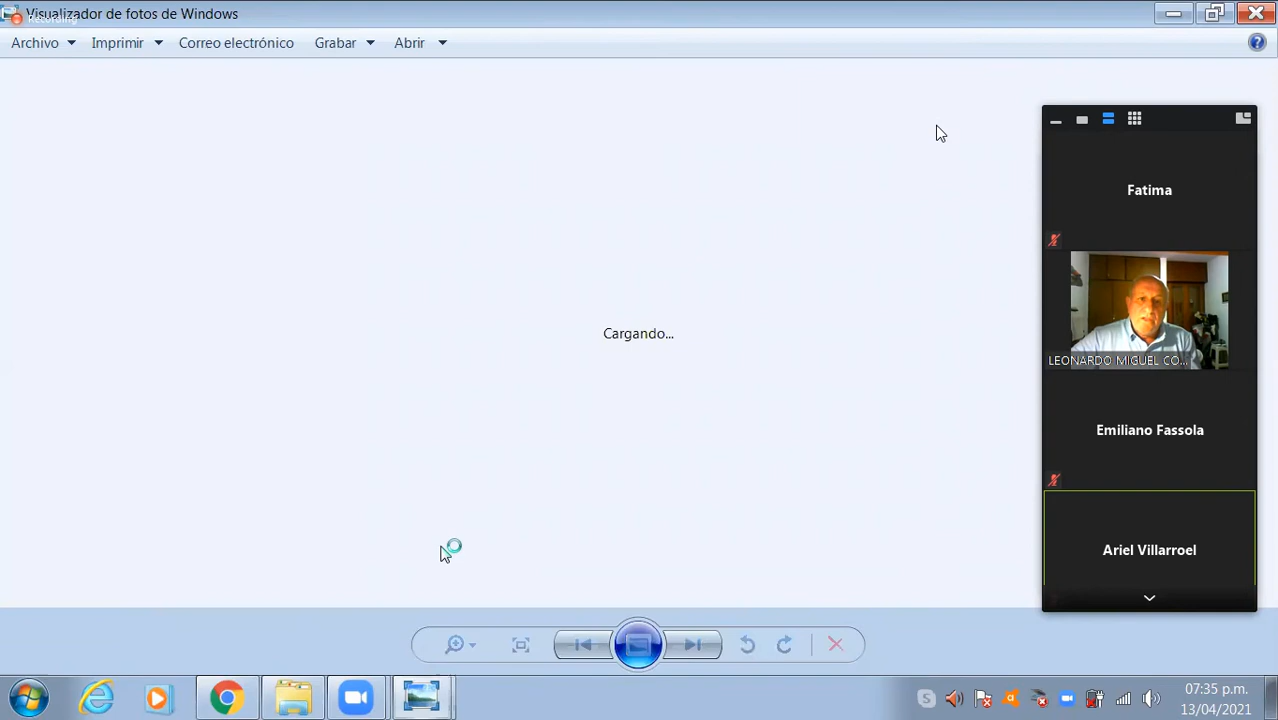 Visualizador de fotos de Windows
Recording
Archivo Imprimir Correo electrónico Grabar Abrir
Fatima
Cargando...
LEONARDO MIGUEL CO...
Emiliano Fassola
Ariel Villarroel
07:35 p.m.
13/04/2021